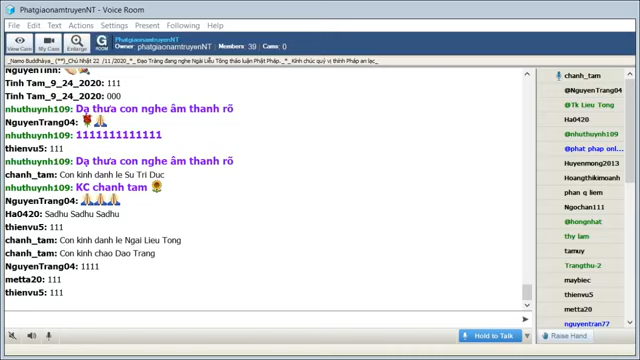 PhatgiaonamtruyenNT - Voice Room
File Edit Text Actions Settings Present Following Help
View Cam My Cam Enlarge G ROOM
PhatgiaonamtruyenNT
Owner phatgiaonamtruyenNT Members : 39 Cams : 0
_Namo Buddhàya_ (**)_Chủ Nhật 22 /11 /2020_*_ Đạo Tràng đang nghe Ngài Liễu Tông thảo luận Phật Pháp._*_ Kính chúc quý vị thính Pháp an lạc_
NguyenTinh:
Tinh Tam_9_24_2020: 111
Tinh Tam_9_24_2020: 000
nhuthuynh109: Dạ thưa con nghe âm thanh rõ
NguyenTrang04:
nhuthuynh109: 1111111111111
thienvu5: 111
nhuthuynh109: Dạ thưa con nghe âm thanh rõ
chanh_tam: Con kinh danh le Su Tri Duc
nhuthuynh109: KC chanh tam
NguyenTrang04:
Ha0420: Sadhu Sadhu Sadhu
thienvu5: 111
chanh_tam: Con kinh danh le Ngai Lieu Tong
chanh_tam: Con kinh chao Dao Trang
NguyenTrang04: 1111
metta20: 111
thienvu5: 111
Hold to Talk
chanh_tam
@NguyenTrang04
@Tk Lieu Tong
Ha0420
@nhuthuynh109
@phat phap onl...
Huyenmong2013
Hoangthikimoanh
phan q liem
Ngochan111
@hongnhat
thy lam
tamuy
Trangthu-2
maybiec
thienvu5
metta20
nguyentran77
Raise Hand